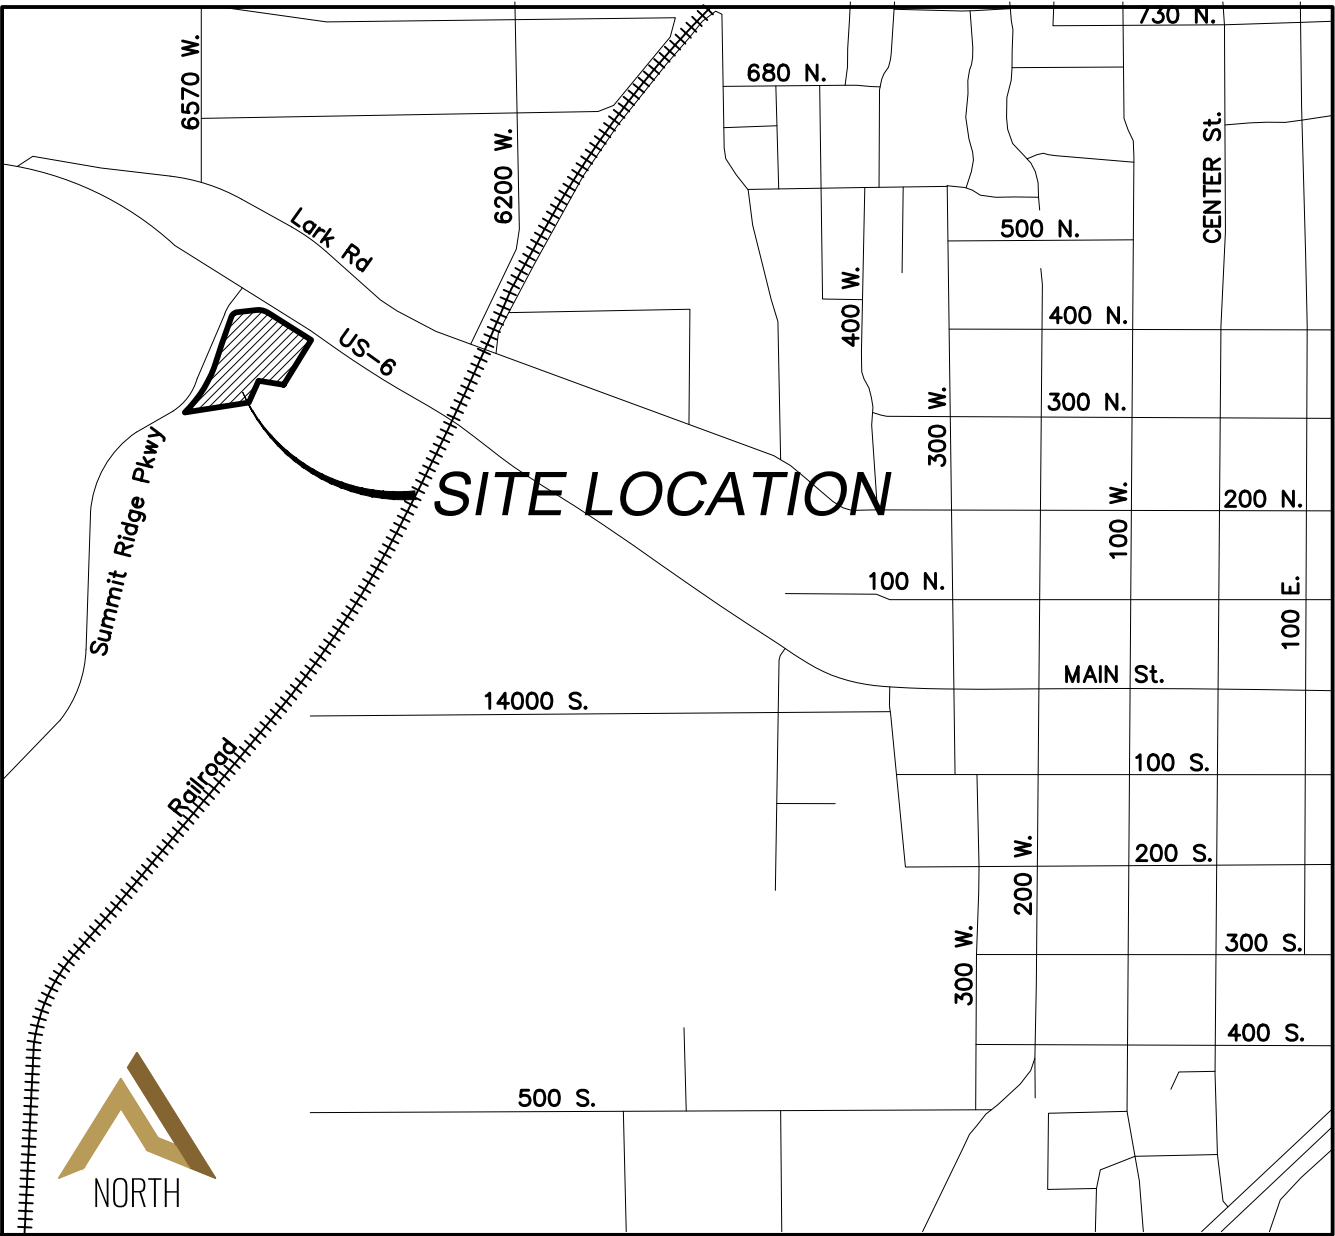 730 N.
6570 W.
680 N.
6200 W.
CENTER St.
Lark Rd
500 N.
400 W.
400 N.
US-6
300 W.
300 N.
Summit Ridge Pkwy
SITE LOCATION
100 W.
200 N.
100 N.
100 E.
MAIN St.
14000 S.
Railroad
100 S.
200 W.
200 S.
300 W.
300 S.
400 S.
500 S.
NORTH